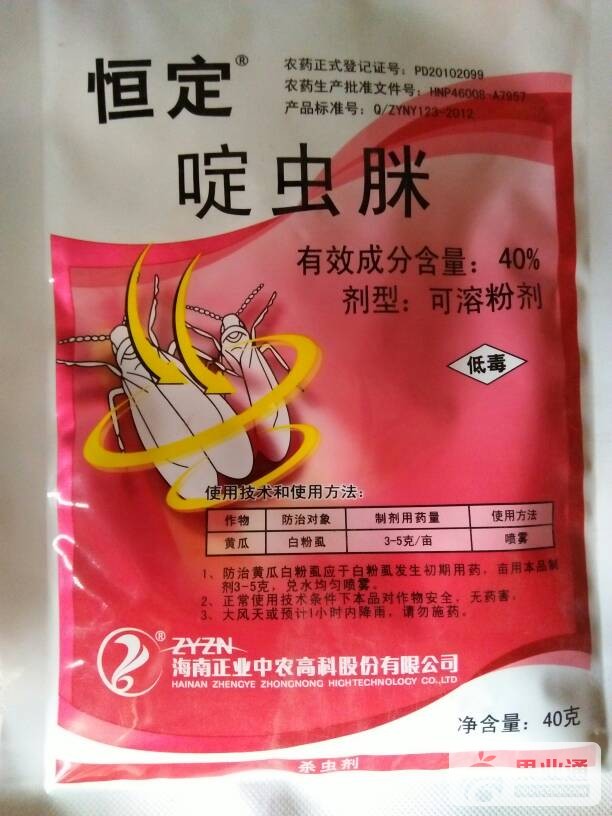 恒定®
农药正式登记证号：PD20102099
农药生产批准文件号：HNP46008-A7957
产品标准号：Q/ZYNY123-2012
啶虫脒
有效成分含量：40%
剂型：可溶粉剂
低毒
使用技术和使用方法：
作物 防治对象 制剂用药量 使用方法
黄瓜 白粉虱 3-5克/亩 喷雾
1、防治黄瓜白粉虱应于白粉虱发生初期用药，亩用本品制
剂3-5克，兑水均匀喷雾。
2、正常使用技术条件下本品对作物安全，无药害。
3、大风天或预计1小时内降雨，请勿施药。
® ZYZN
海南正业中农高科股份有限公司
HAINAN ZHENGYE ZHONGNONG HIGHTECHNOLOGY CO.,LTD
净含量：40克
杀虫剂
果业通